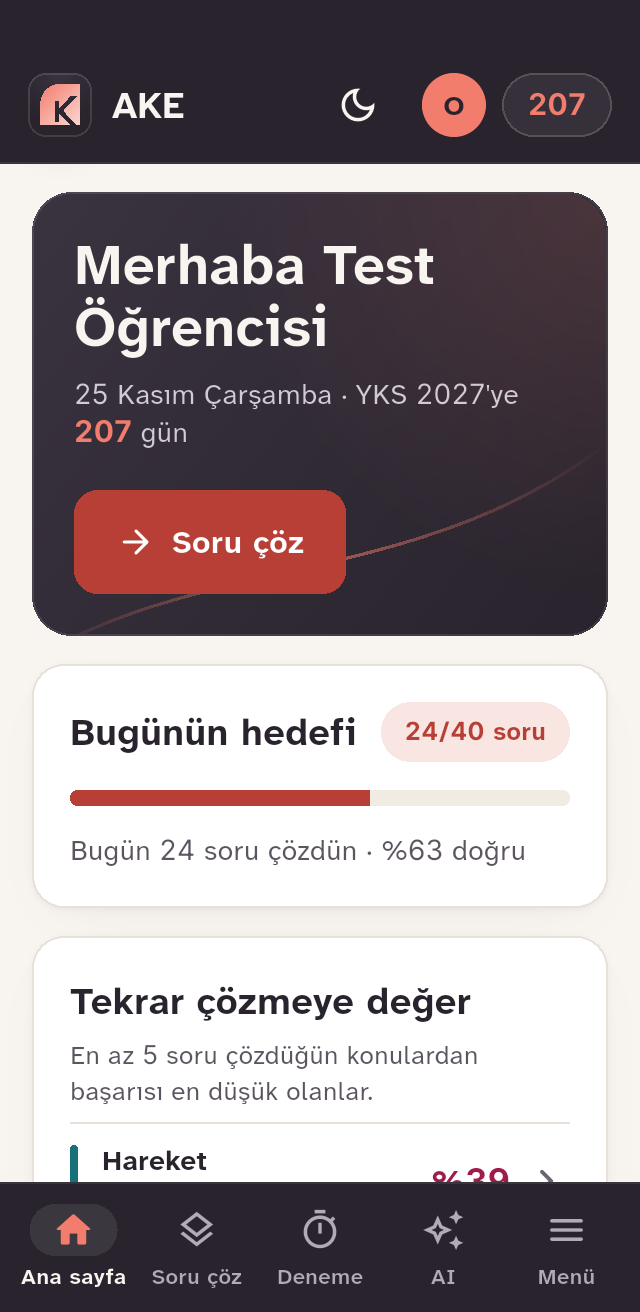 K AKE O 207
Merhaba Test
Öğrencisi
25 Kasım Çarşamba · YKS 2027'ye
207 gün
Soru çöz
Bugünün hedefi 24/40 soru
Bugün 24 soru çözdün · %63 doğru
Tekrar çözmeye değer
En az 5 soru çözdüğün konulardan
başarısı en düşük olanlar.
Hareket
%39
Ana sayfa Soru çöz Deneme AI Menü